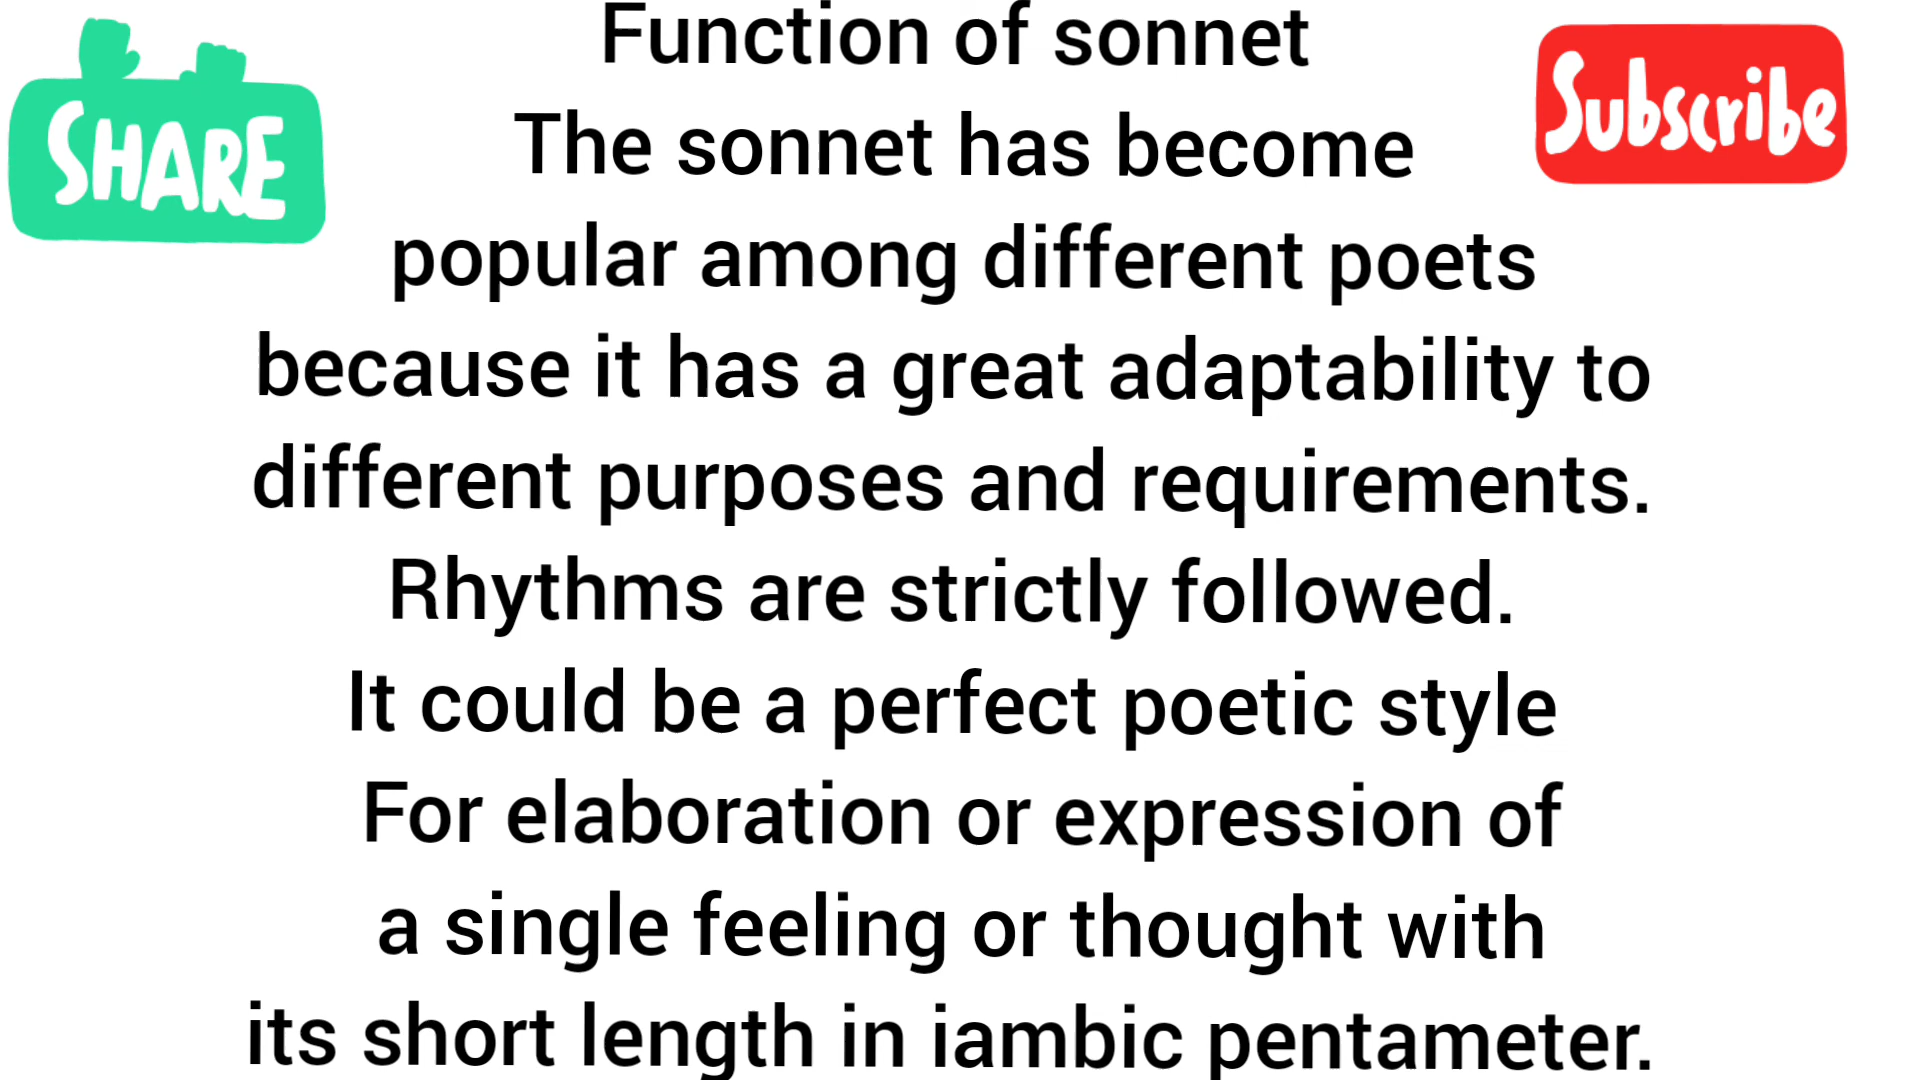 Function of sonnet
SHARE
Subscribe
The sonnet has become
popular among different poets
because it has a great adaptability to
different purposes and requirements.
Rhythms are strictly followed.
It could be a perfect poetic style
For elaboration or expression of
a single feeling or thought with
its short length in iambic pentameter.